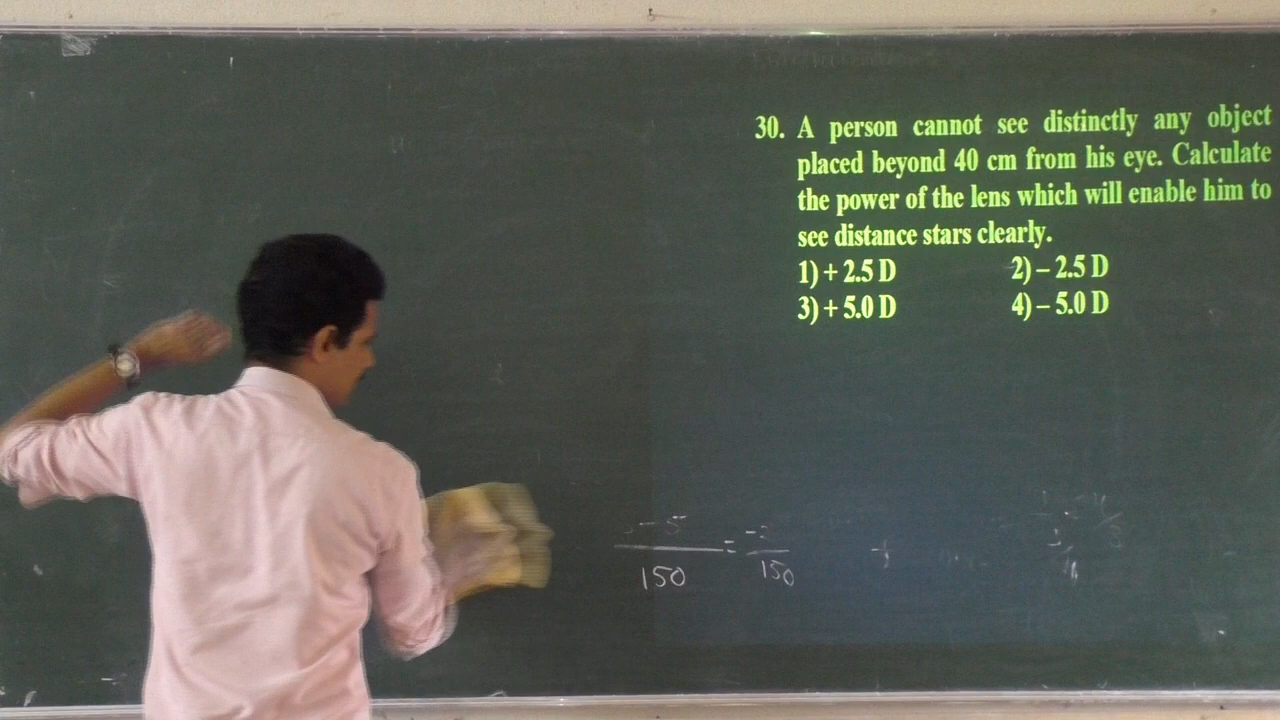 30. A person cannot see distinctly any object
placed beyond 40 cm from his eye. Calculate
the power of the lens which will enable him to
see distance stars clearly.
1) + 2.5 D 2) – 2.5 D
3) + 5.0 D 4) – 5.0 D
- 5 = -2
150 150